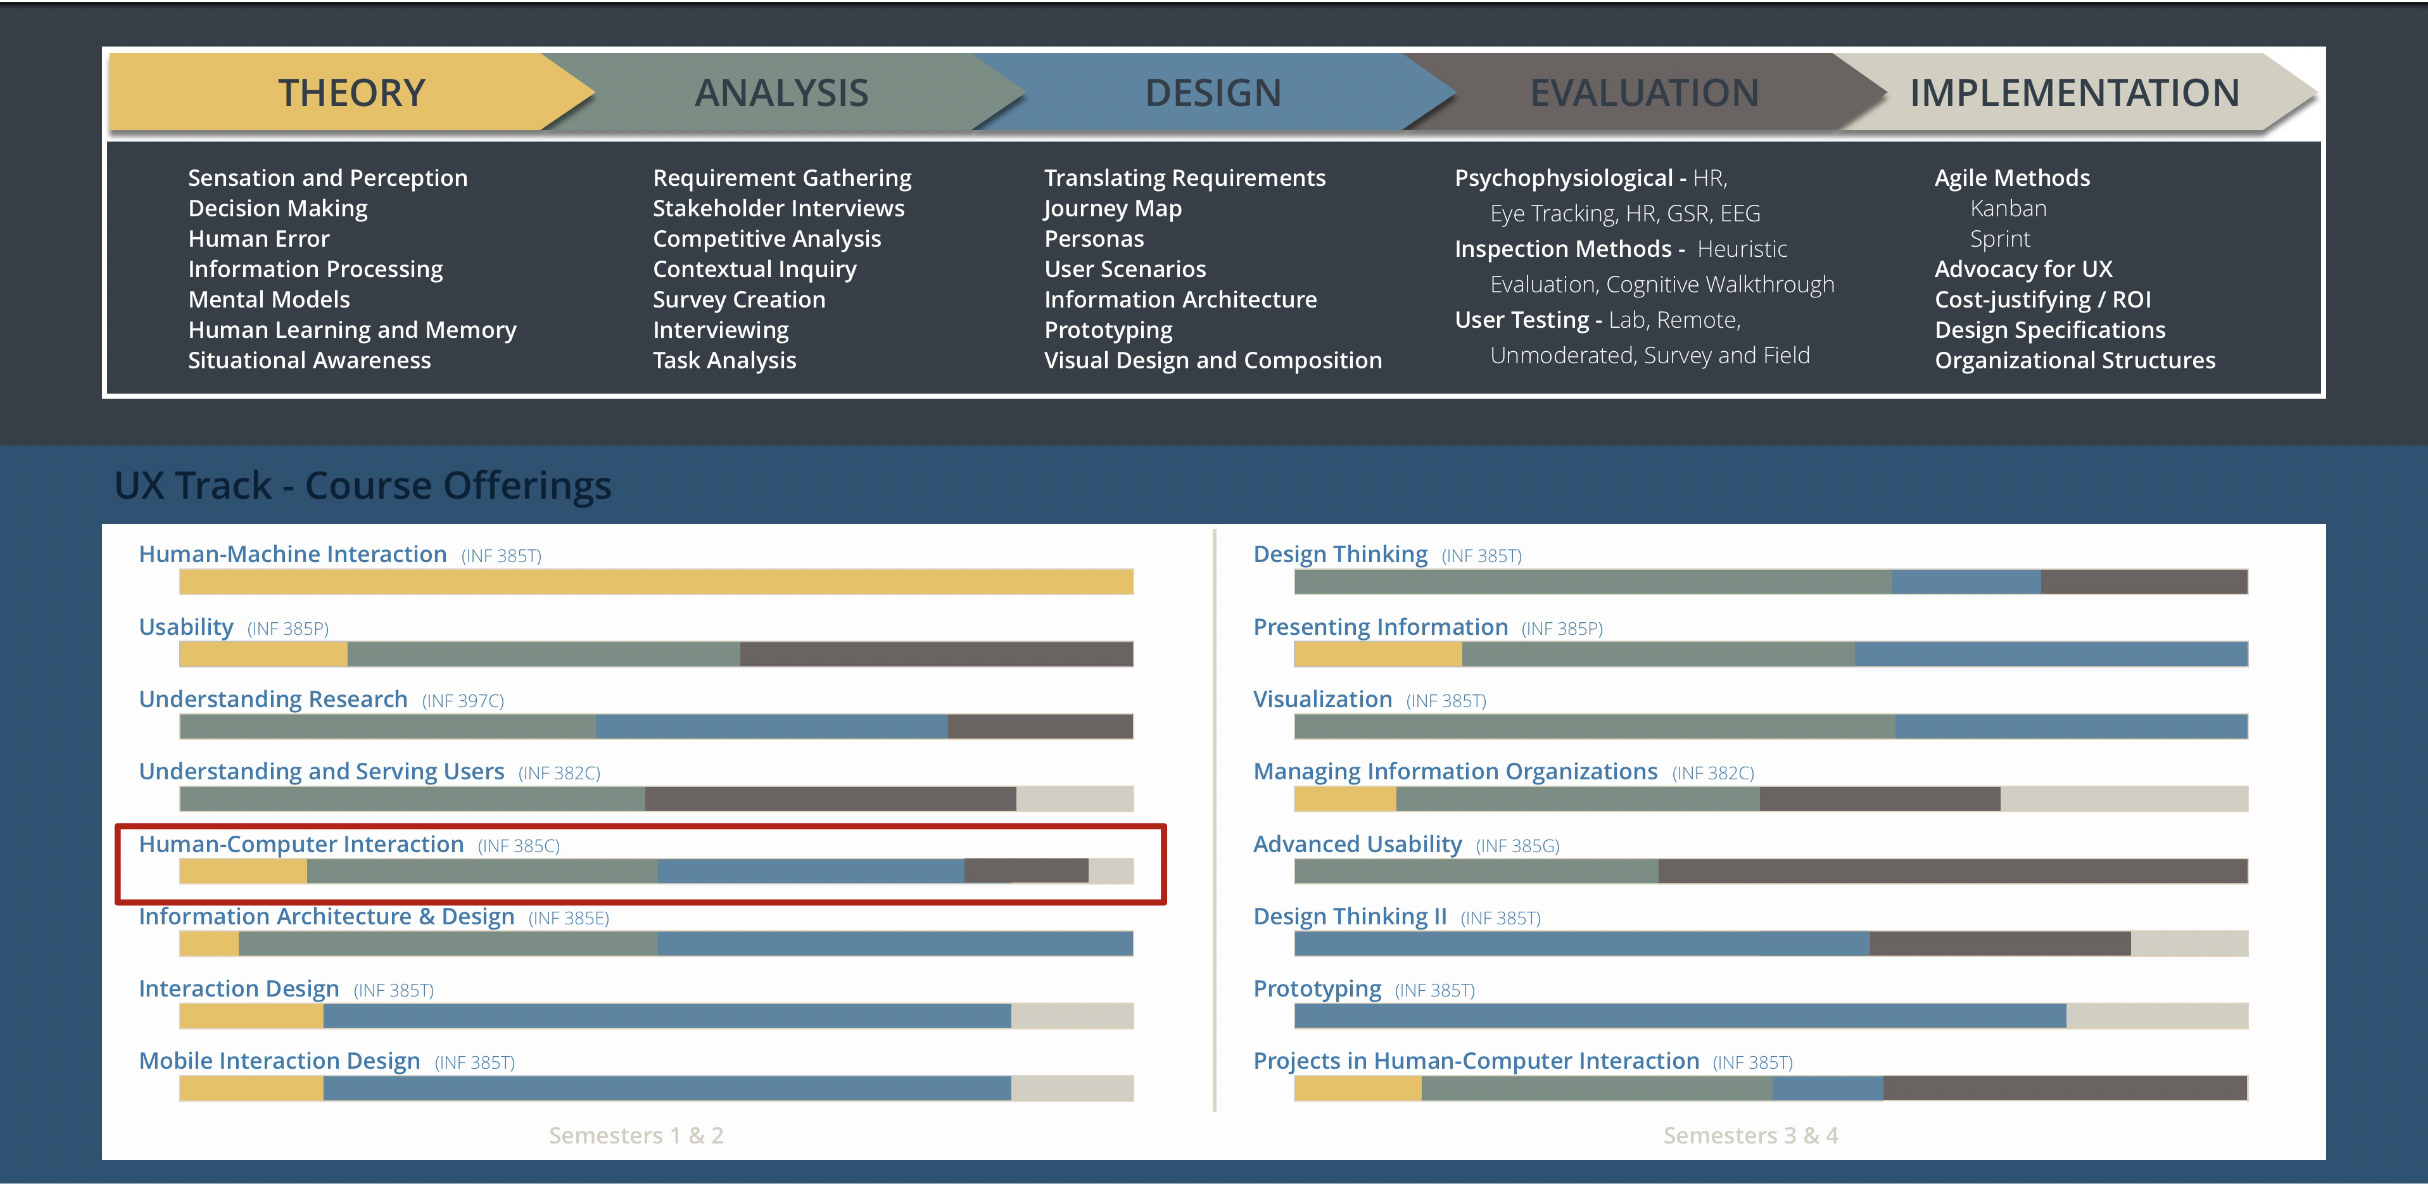 THEORY
ANALYSIS
DESIGN
EVALUATION
IMPLEMENTATION
Sensation and Perception
Decision Making
Human Error
Information Processing
Mental Models
Human Learning and Memory
Situational Awareness
Requirement Gathering
Stakeholder Interviews
Competitive Analysis
Contextual Inquiry
Survey Creation
Interviewing
Task Analysis
Translating Requirements
Journey Map
Personas
User Scenarios
Information Architecture
Prototyping
Visual Design and Composition
Psychophysiological - HR,
Eye Tracking, HR, GSR, EEG
Inspection Methods - Heuristic
Evaluation, Cognitive Walkthrough
User Testing - Lab, Remote,
Unmoderated, Survey and Field
Agile Methods
Kanban
Sprint
Advocacy for UX
Cost-justifying / ROI
Design Specifications
Organizational Structures
UX Track - Course Offerings
Human-Machine Interaction (INF 385T)
Usability (INF 385P)
Understanding Research (INF 397C)
Understanding and Serving Users (INF 382C)
Human-Computer Interaction (INF 385C)
Information Architecture & Design (INF 385E)
Interaction Design (INF 385T)
Mobile Interaction Design (INF 385T)
Semesters 1 & 2
Design Thinking (INF 385T)
Presenting Information (INF 385P)
Visualization (INF 385T)
Managing Information Organizations (INF 382C)
Advanced Usability (INF 385G)
Design Thinking II (INF 385T)
Prototyping (INF 385T)
Projects in Human-Computer Interaction (INF 385T)
Semesters 3 & 4